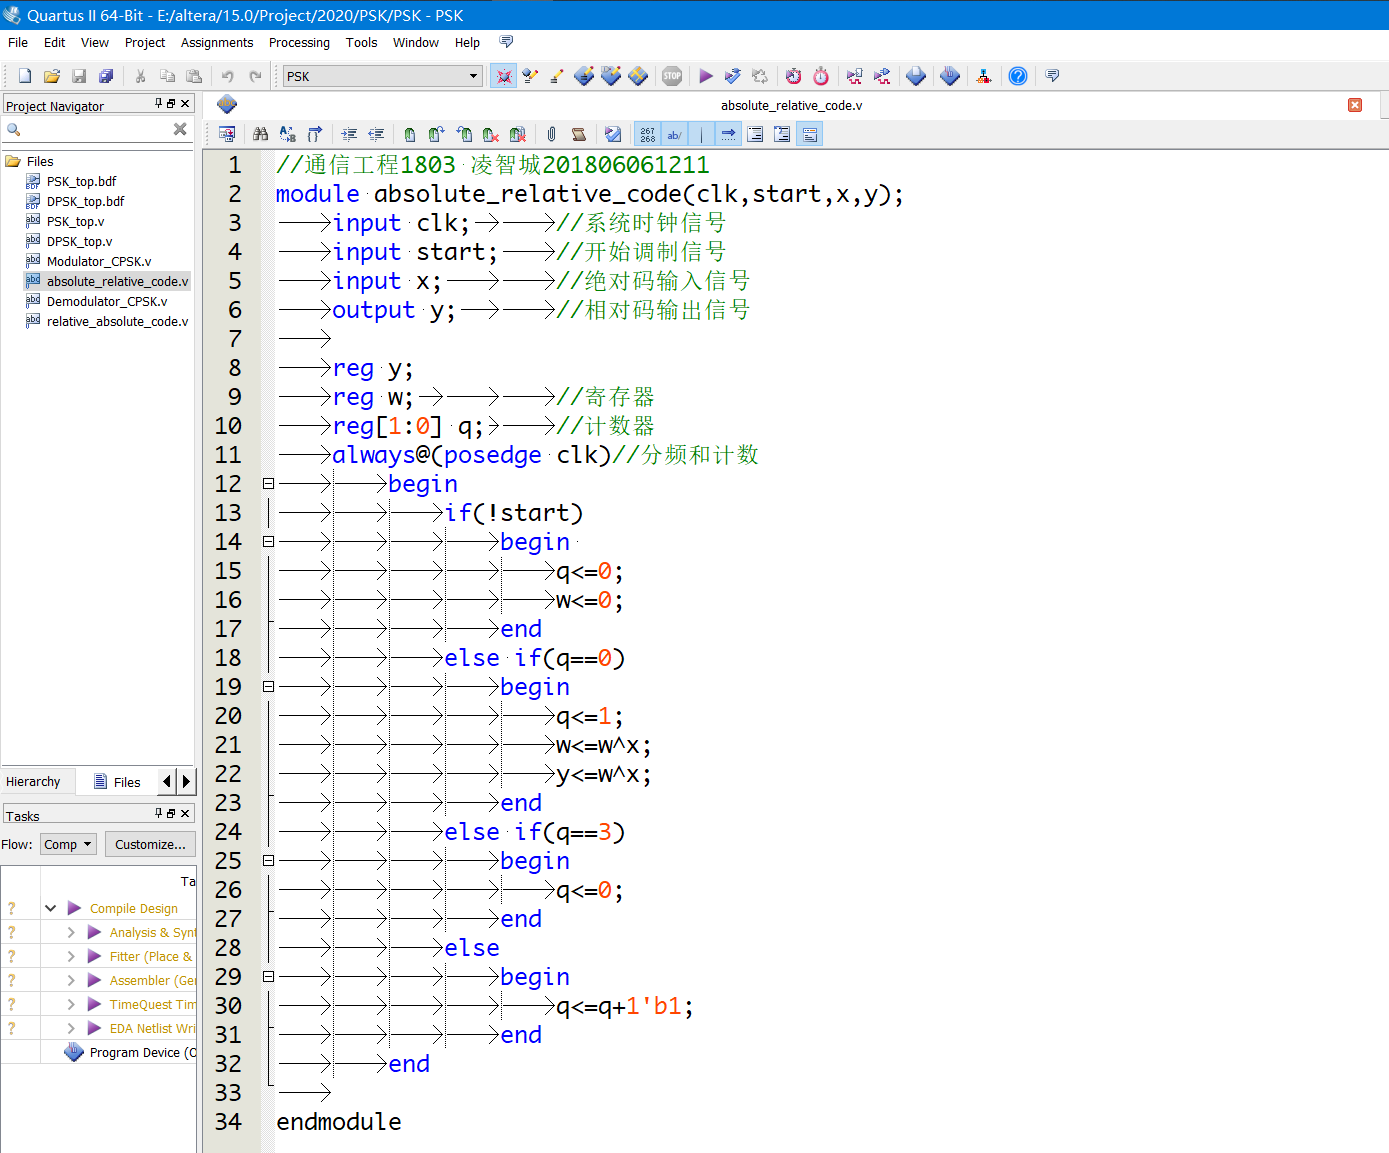 Quartus II 64-Bit - E:/altera/15.0/Project/2020/PSK/PSK - PSK
File Edit View Project Assignments Processing Tools Window Help
PSK
STOP
Project Navigator
absolute_relative_code.v
267
268
ab/
Files
PSK_top.bdf
DPSK_top.bdf
PSK_top.v
DPSK_top.v
Modulator_CPSK.v
absolute_relative_code.v
Demodulator_CPSK.v
relative_absolute_code.v
Hierarchy
Files
Tasks
Flow: Comp Customize...
Ta
Compile Design
Analysis & Synt
Fitter (Place &
Assembler (Ger
TimeQuest Tim
EDA Netlist Wri
Program Device (O
1 //通信工程1803 凌智城201806061211
2 module absolute_relative_code(clk,start,x,y);
3 input clk; //系统时钟信号
4 input start; //开始调制信号
5 input x; //绝对码输入信号
6 output y; //相对码输出信号
7
8 reg y;
9 reg w; //寄存器
10 reg[1:0] q; //计数器
11 always@(posedge clk)//分频和计数
12 begin
13 if(!start)
14 begin
15 q<=0;
16 w<=0;
17 end
18 else if(q==0)
19 begin
20 q<=1;
21 w<=w^x;
22 y<=w^x;
23 end
24 else if(q==3)
25 begin
26 q<=0;
27 end
28 else
29 begin
30 q<=q+1'b1;
31 end
32 end
33
34 endmodule